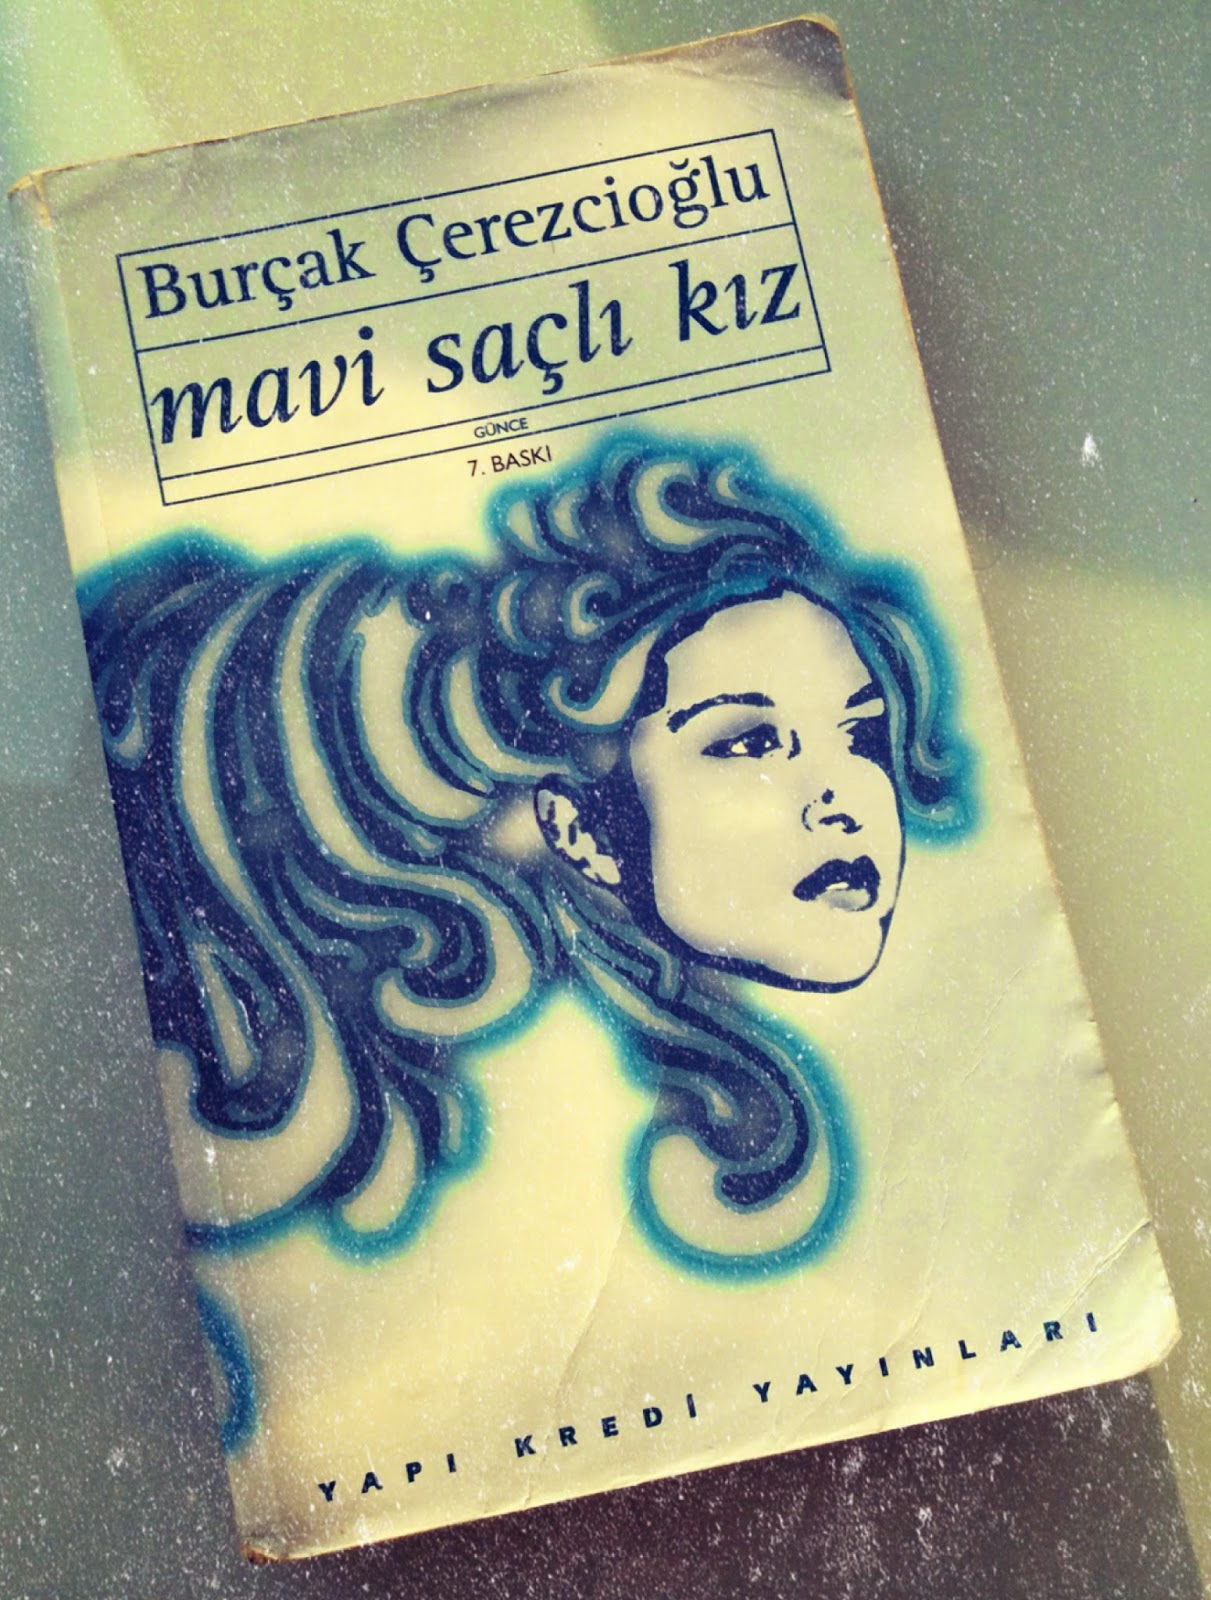 Burçak Çerezcioğlu
mavi saçlı kız
GÜNCE
7. BASKI
YAPI KREDİ YAYINLARI